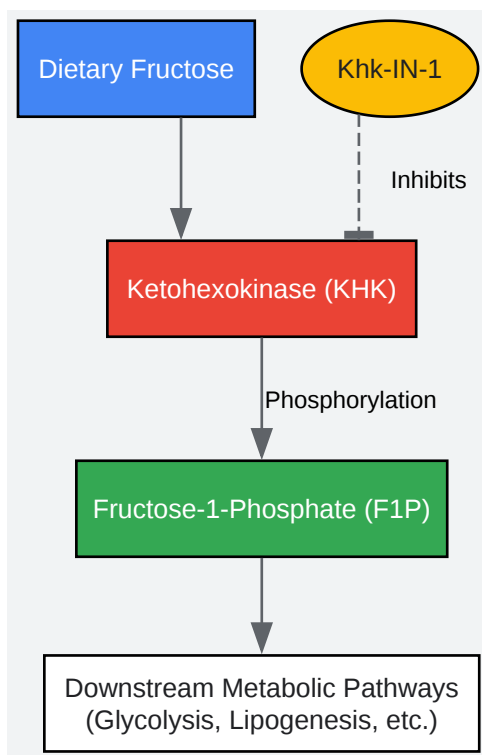 Dietary Fructose
Khk-IN-1
Inhibits
Ketohexokinase (KHK)
Phosphorylation
Fructose-1-Phosphate (F1P)
Downstream Metabolic Pathways
(Glycolysis, Lipogenesis, etc.)